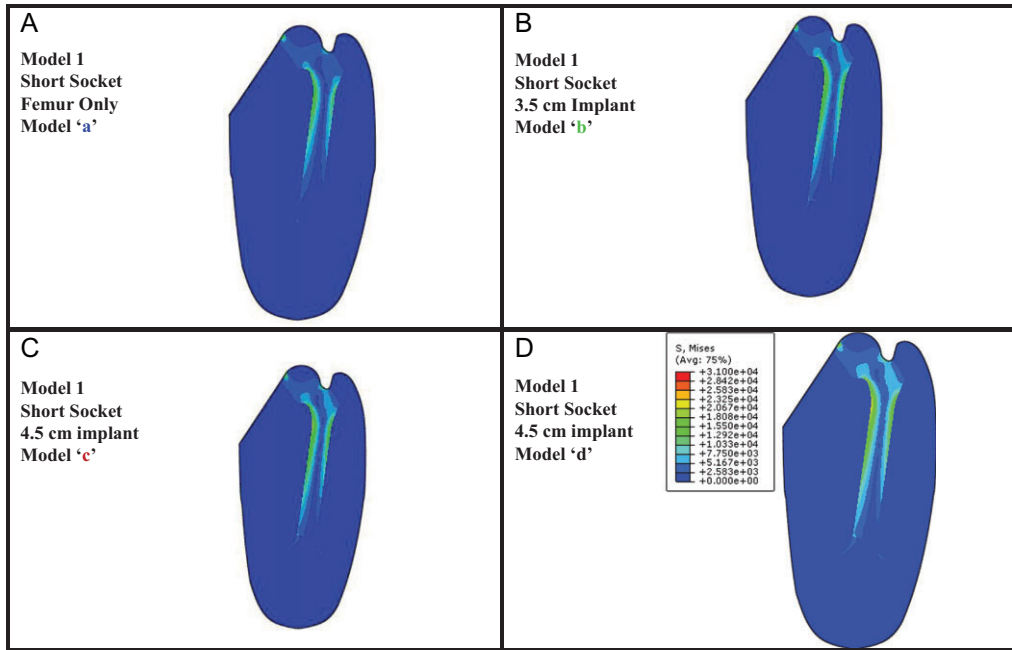 A
Model 1
Short Socket
Femur Only
Model ‘a’
B
Model 1
Short Socket
3.5 cm Implant
Model ‘b’
C
Model 1
Short Socket
4.5 cm implant
Model ‘c’
D
Model 1
Short Socket
4.5 cm implant
Model ‘d’
S, Mises
(Avg: 75%)
+3.100e+04
+2.842e+04
+2.583e+04
+2.325e+04
+2.067e+04
+1.808e+04
+1.550e+04
+1.292e+04
+1.033e+04
+7.750e+03
+5.167e+03
+2.583e+03
+0.000e+00